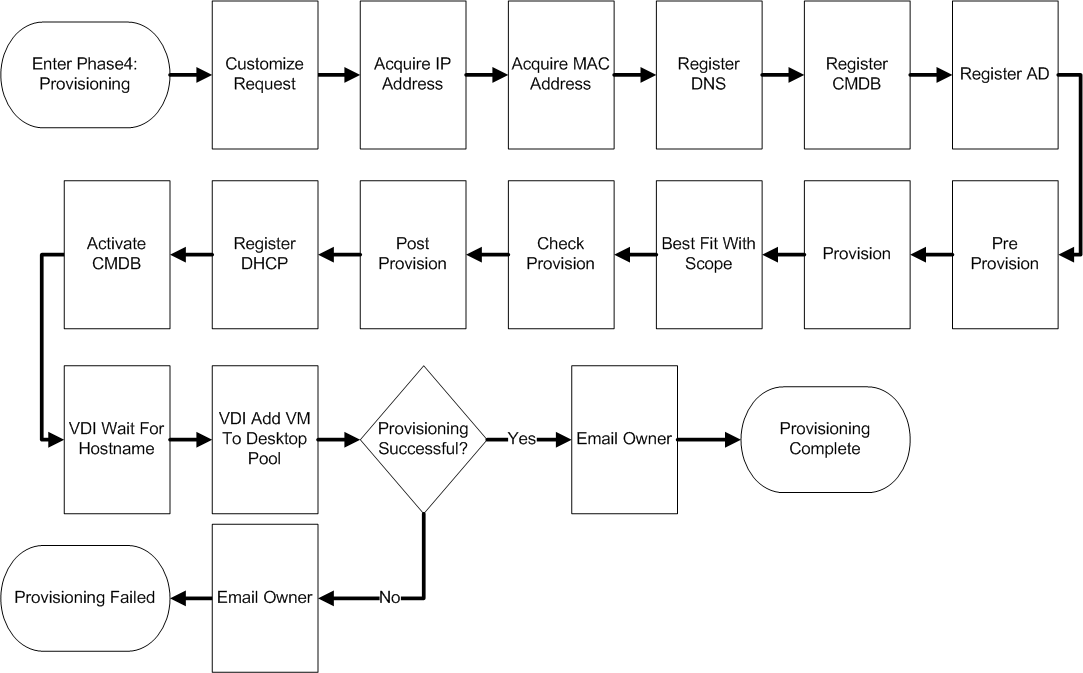 Enter Phase4:
Provisioning
Customize
Request
Acquire IP
Address
Acquire MAC
Address
Register
DNS
Register
CMDB
Register AD
Pre
Provision
Provision
Best Fit With
Scope
Check
Provision
Post
Provision
Register
DHCP
Activate
CMDB
VDI Wait For
Hostname
VDI Add VM
To Desktop
Pool
Provisioning
Successful?
Yes
Email Owner
Provisioning
Complete
No
Email Owner
Provisioning Failed